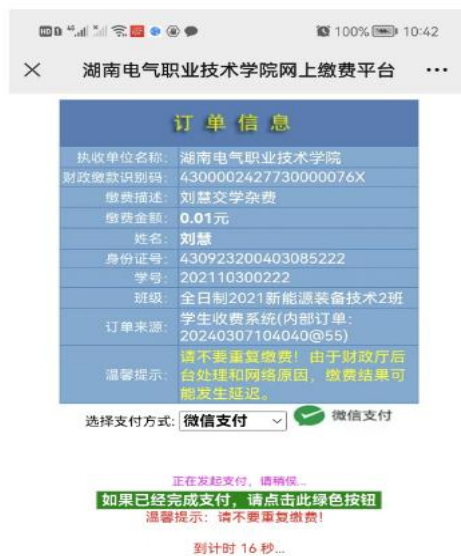 100% 10:42
× 湖南电气职业技术学院网上缴费平台 ...
订单信息
执收单位名称: 湖南电气职业技术学院
财政缴款识别码: 4300002427730000076X
缴费描述: 刘慧交学杂费
缴费金额: 0.01元
姓名: 刘慧
身份证号: 430923200403085222
学号: 202110300222
班级: 全日制2021新能源装备技术2班
订单来源: 学生收费系统(内部订单:
20240307104040@55)
温馨提示: 请不要重复缴费！由于财政厅后
台处理和网络原因，缴费结果可
能发生延迟。
选择支付方式: 微信支付 微信支付
正在发起支付，请稍侯...
如果已经完成支付，请点击此绿色按钮
温馨提示：请不要重复缴费!
到计时 16 秒...